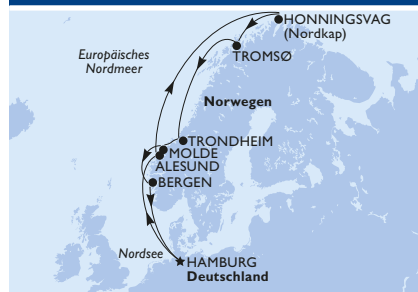 HONNINGSVAG
(Nordkap)
Europäisches
Nordmeer
TROMSØ
Norwegen
TRONDHEIM
MOLDE
ALESUND
BERGEN
Nordsee
HAMBURG
Deutschland